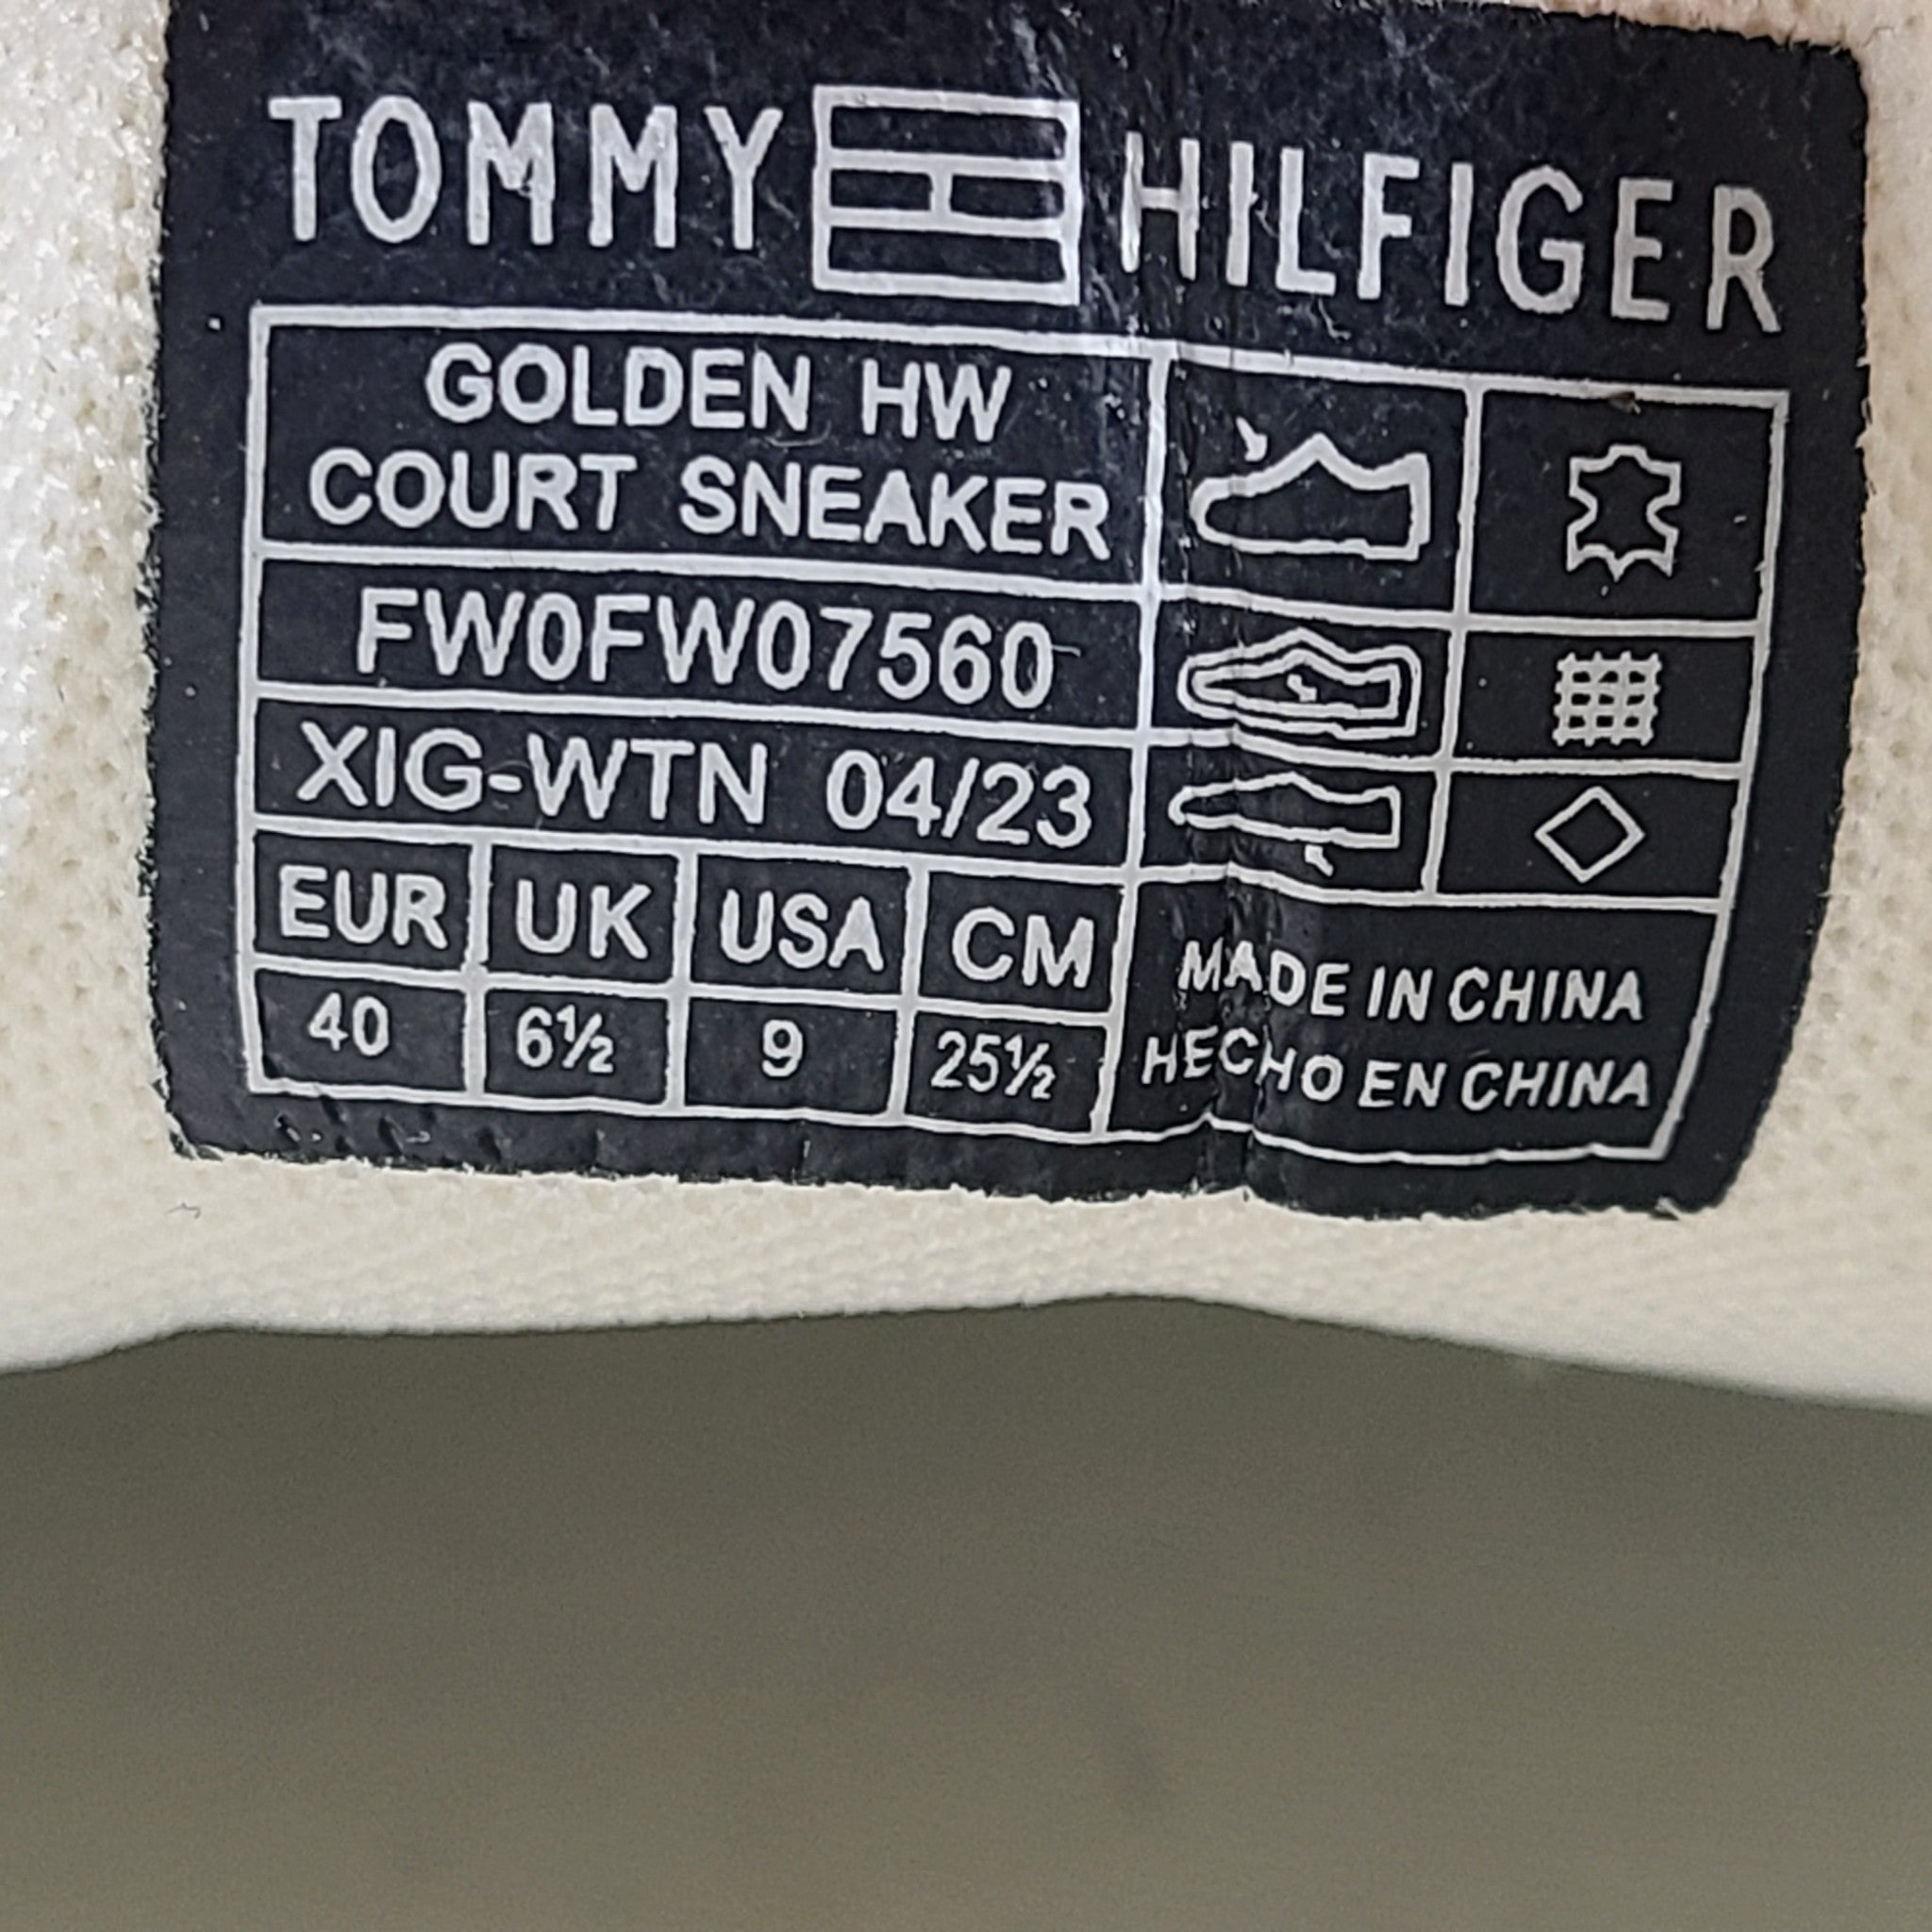 TOMMY HILFIGER
GOLDEN HW
COURT SNEAKER
FW0FW07560
XIG-WTN 04/23
EUR UK USA CM
40 6½ 9 25½
MADE IN CHINA
HECHO EN CHINA